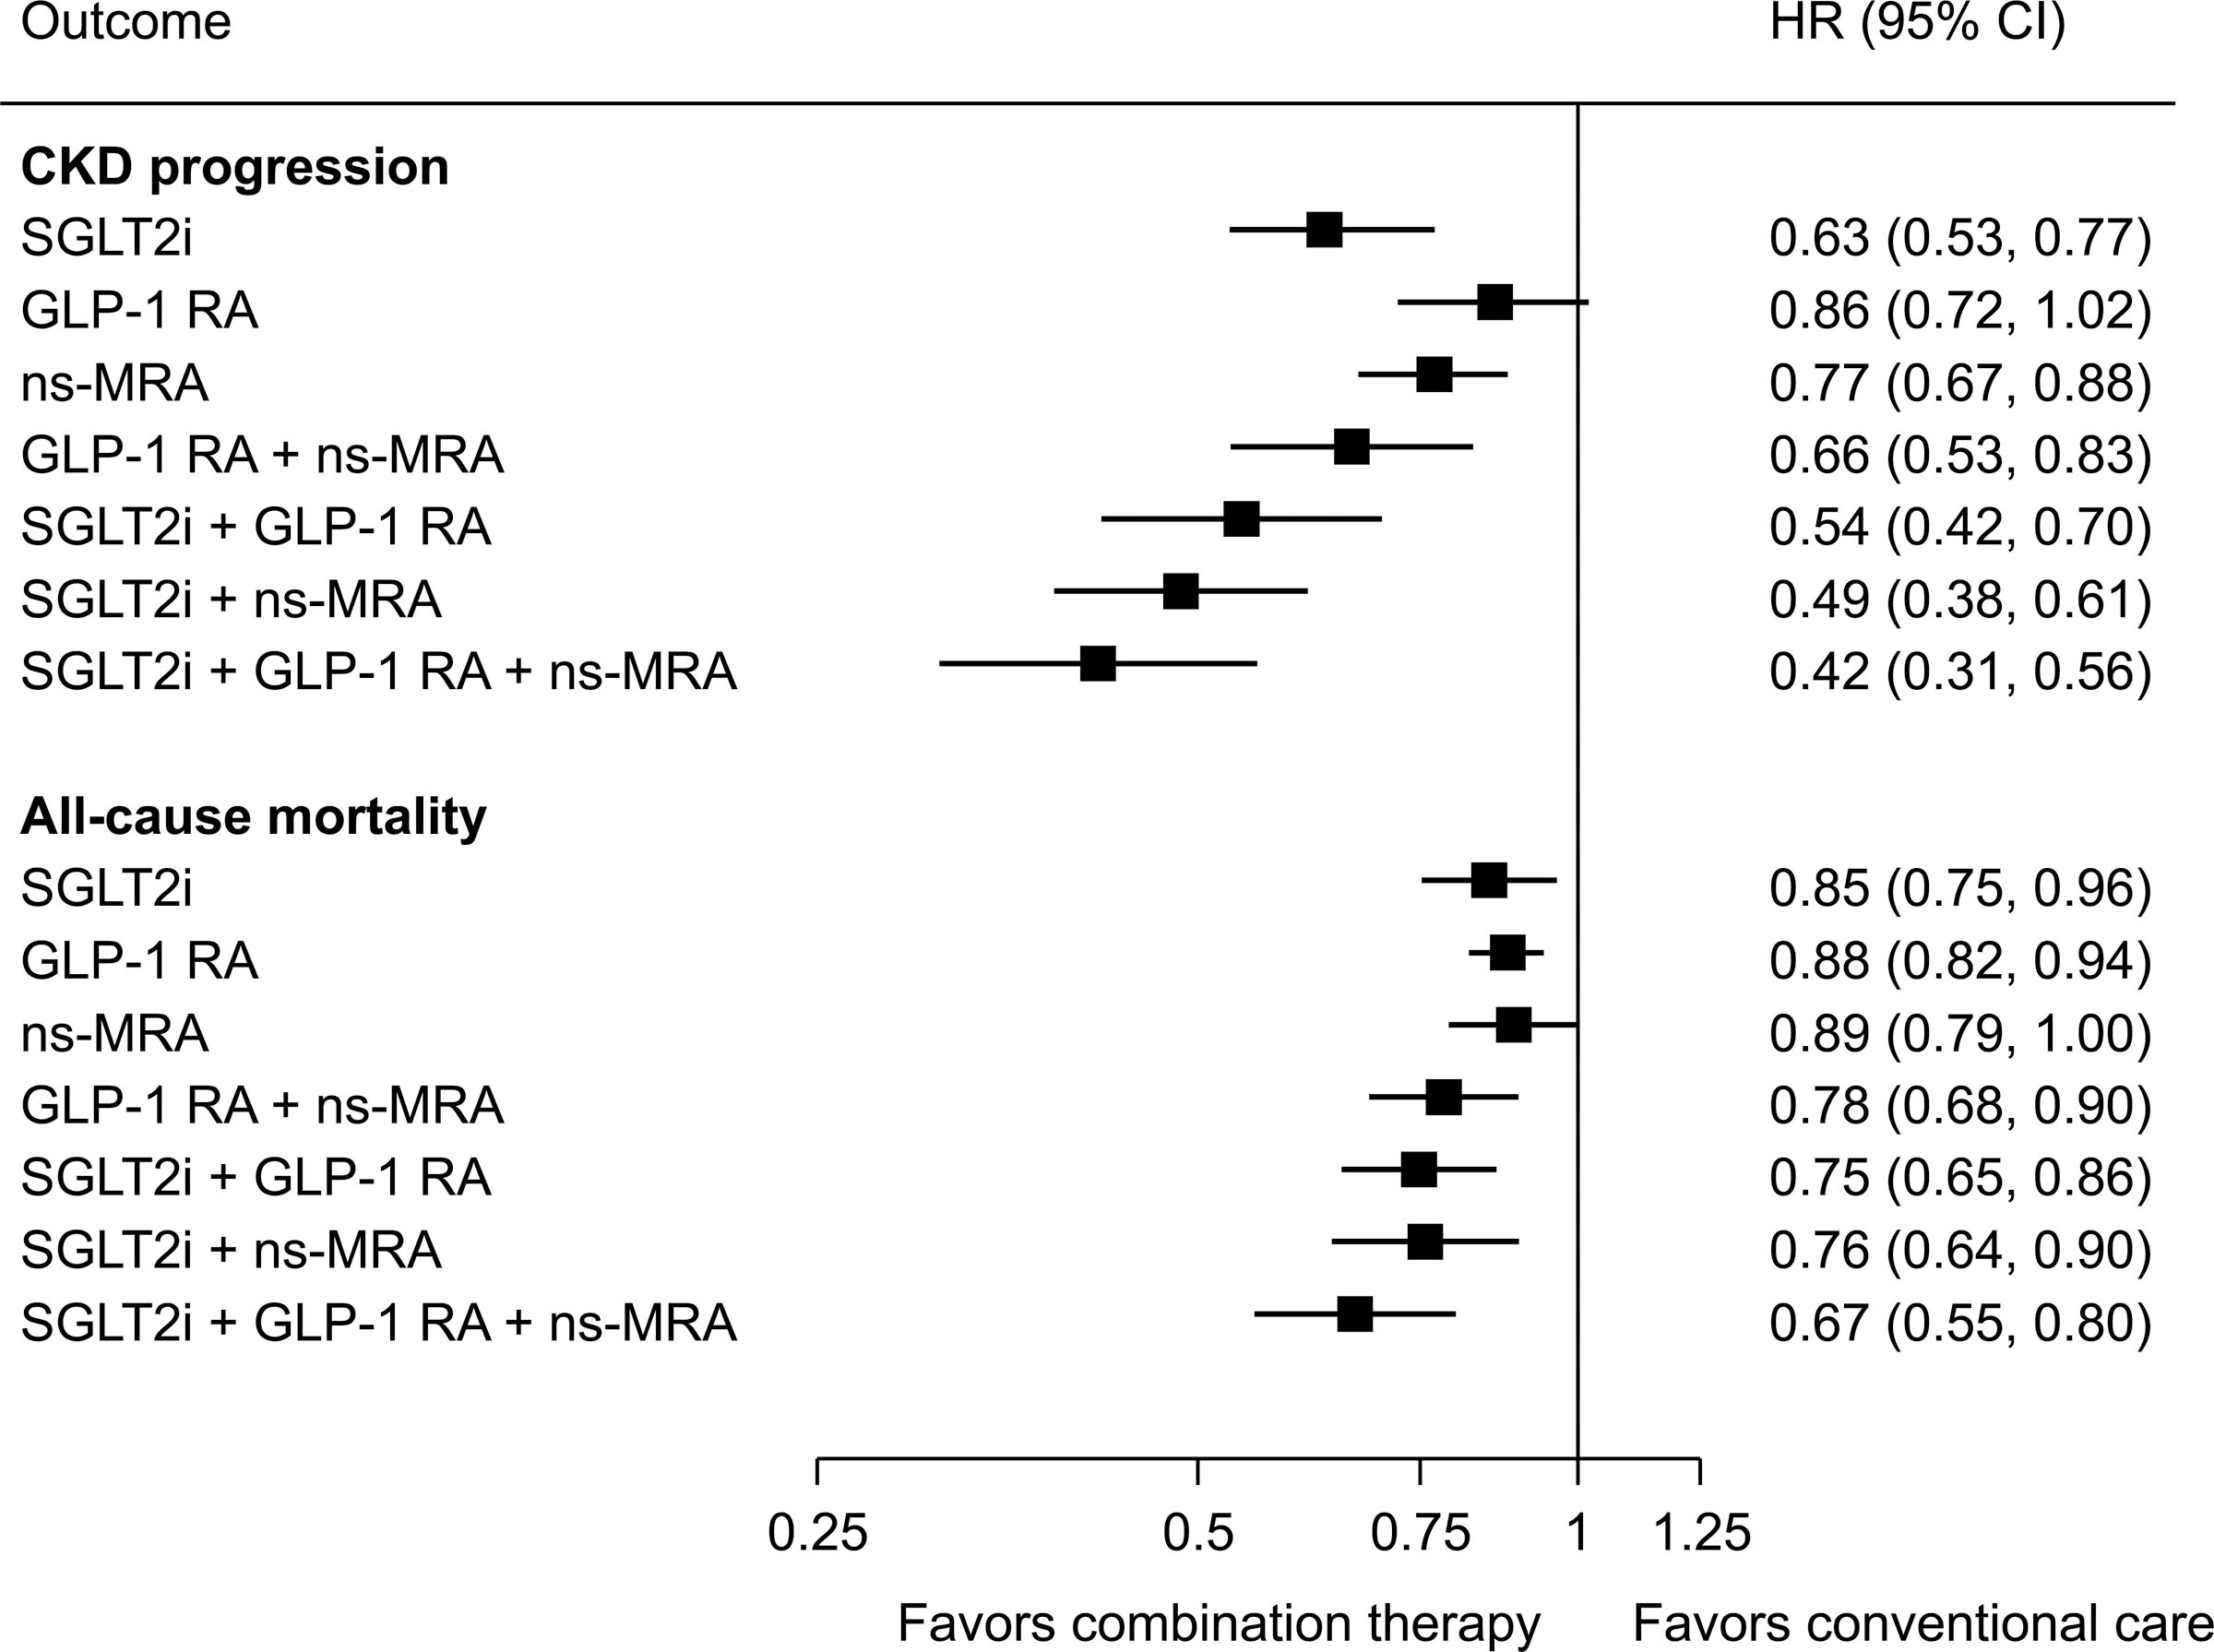 Outcome HR (95% CI)
CKD progression
SGLT2i 0.63 (0.53, 0.77)
GLP-1 RA 0.86 (0.72, 1.02)
ns-MRA 0.77 (0.67, 0.88)
GLP-1 RA + ns-MRA 0.66 (0.53, 0.83)
SGLT2i + GLP-1 RA 0.54 (0.42, 0.70)
SGLT2i + ns-MRA 0.49 (0.38, 0.61)
SGLT2i + GLP-1 RA + ns-MRA 0.42 (0.31, 0.56)
All-cause mortality
SGLT2i 0.85 (0.75, 0.96)
GLP-1 RA 0.88 (0.82, 0.94)
ns-MRA 0.89 (0.79, 1.00)
GLP-1 RA + ns-MRA 0.78 (0.68, 0.90)
SGLT2i + GLP-1 RA 0.75 (0.65, 0.86)
SGLT2i + ns-MRA 0.76 (0.64, 0.90)
SGLT2i + GLP-1 RA + ns-MRA 0.67 (0.55, 0.80)
0.25 0.5 0.75 1 1.25
Favors combination therapy Favors conventional care